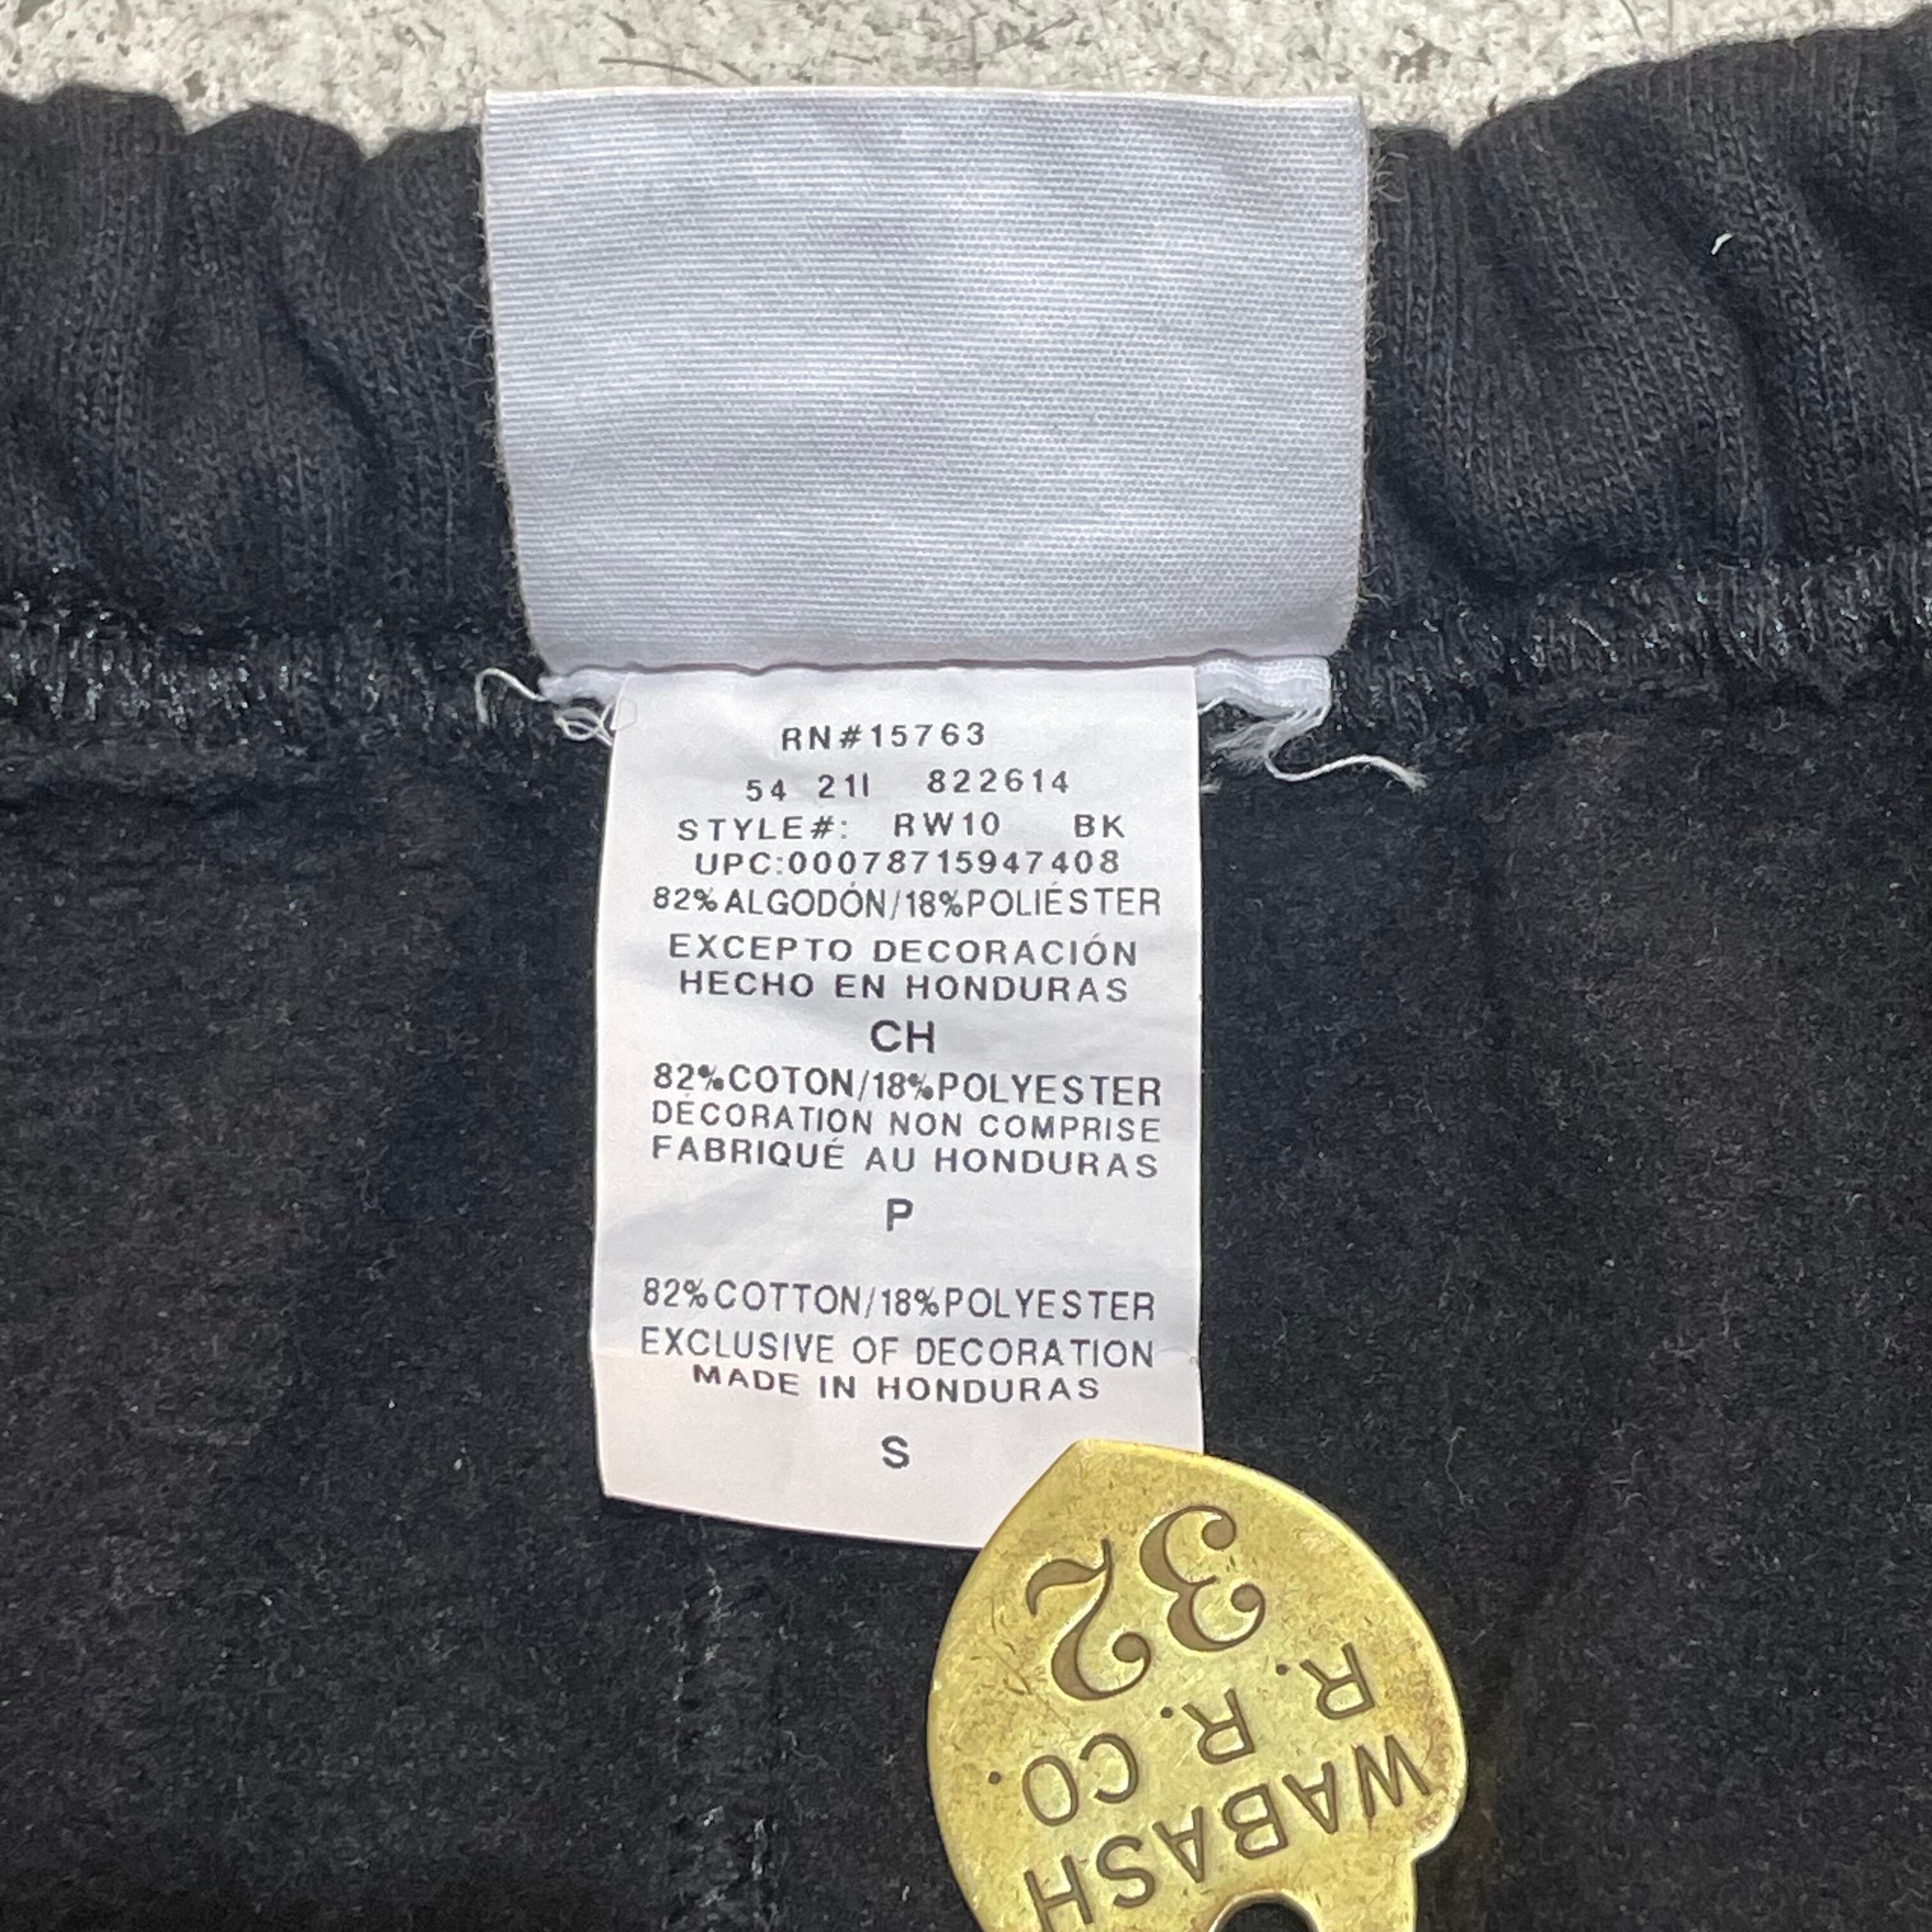 RN#15763
54 21I 822614
STYLE#: RW10 BK
UPC:00078715947408
82%ALGODÓN/18%POLIÉSTER
EXCEPTO DECORACIÓN
HECHO EN HONDURAS
CH
82%COTON/18%POLYESTER
DÉCORATION NON COMPRISE
FABRIQUÉ AU HONDURAS
P
82%COTTON/18%POLYESTER
EXCLUSIVE OF DECORATION
MADE IN HONDURAS
S
WABASH
R. R. CO.
32